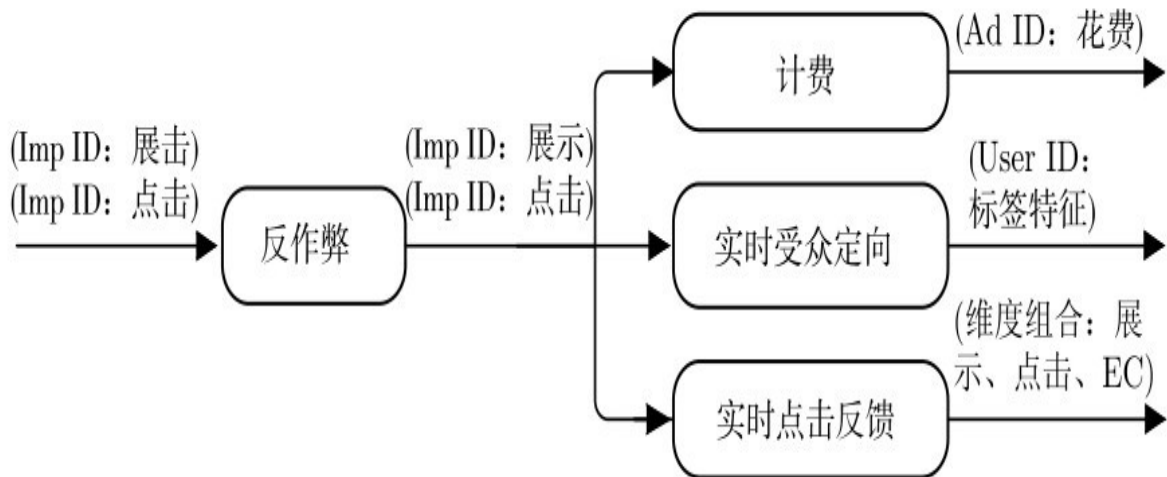 (Imp ID：展击)
(Imp ID：点击)
反作弊
(Imp ID：展示)
(Imp ID：点击)
计费
(Ad ID：花费)
实时受众定向
(User ID：
标签特征)
实时点击反馈
(维度组合：展
示、点击、EC)